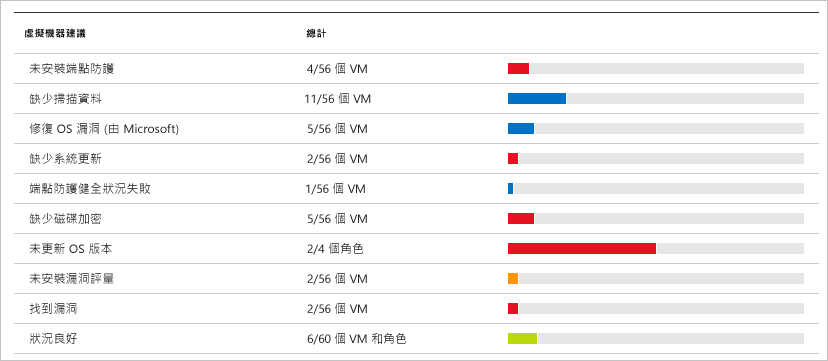 虛擬機器建議 總計
未安裝端點防護 4/56 個 VM
缺少掃描資料 11/56 個 VM
修復 OS 漏洞 (由 Microsoft) 5/56 個 VM
缺少系統更新 2/56 個 VM
端點防護健全狀況失敗 1/56 個 VM
缺少磁碟加密 5/56 個 VM
未更新 OS 版本 2/4 個角色
未安裝漏洞評量 2/56 個 VM
找到漏洞 2/56 個 VM
狀況良好 6/60 個 VM 和角色